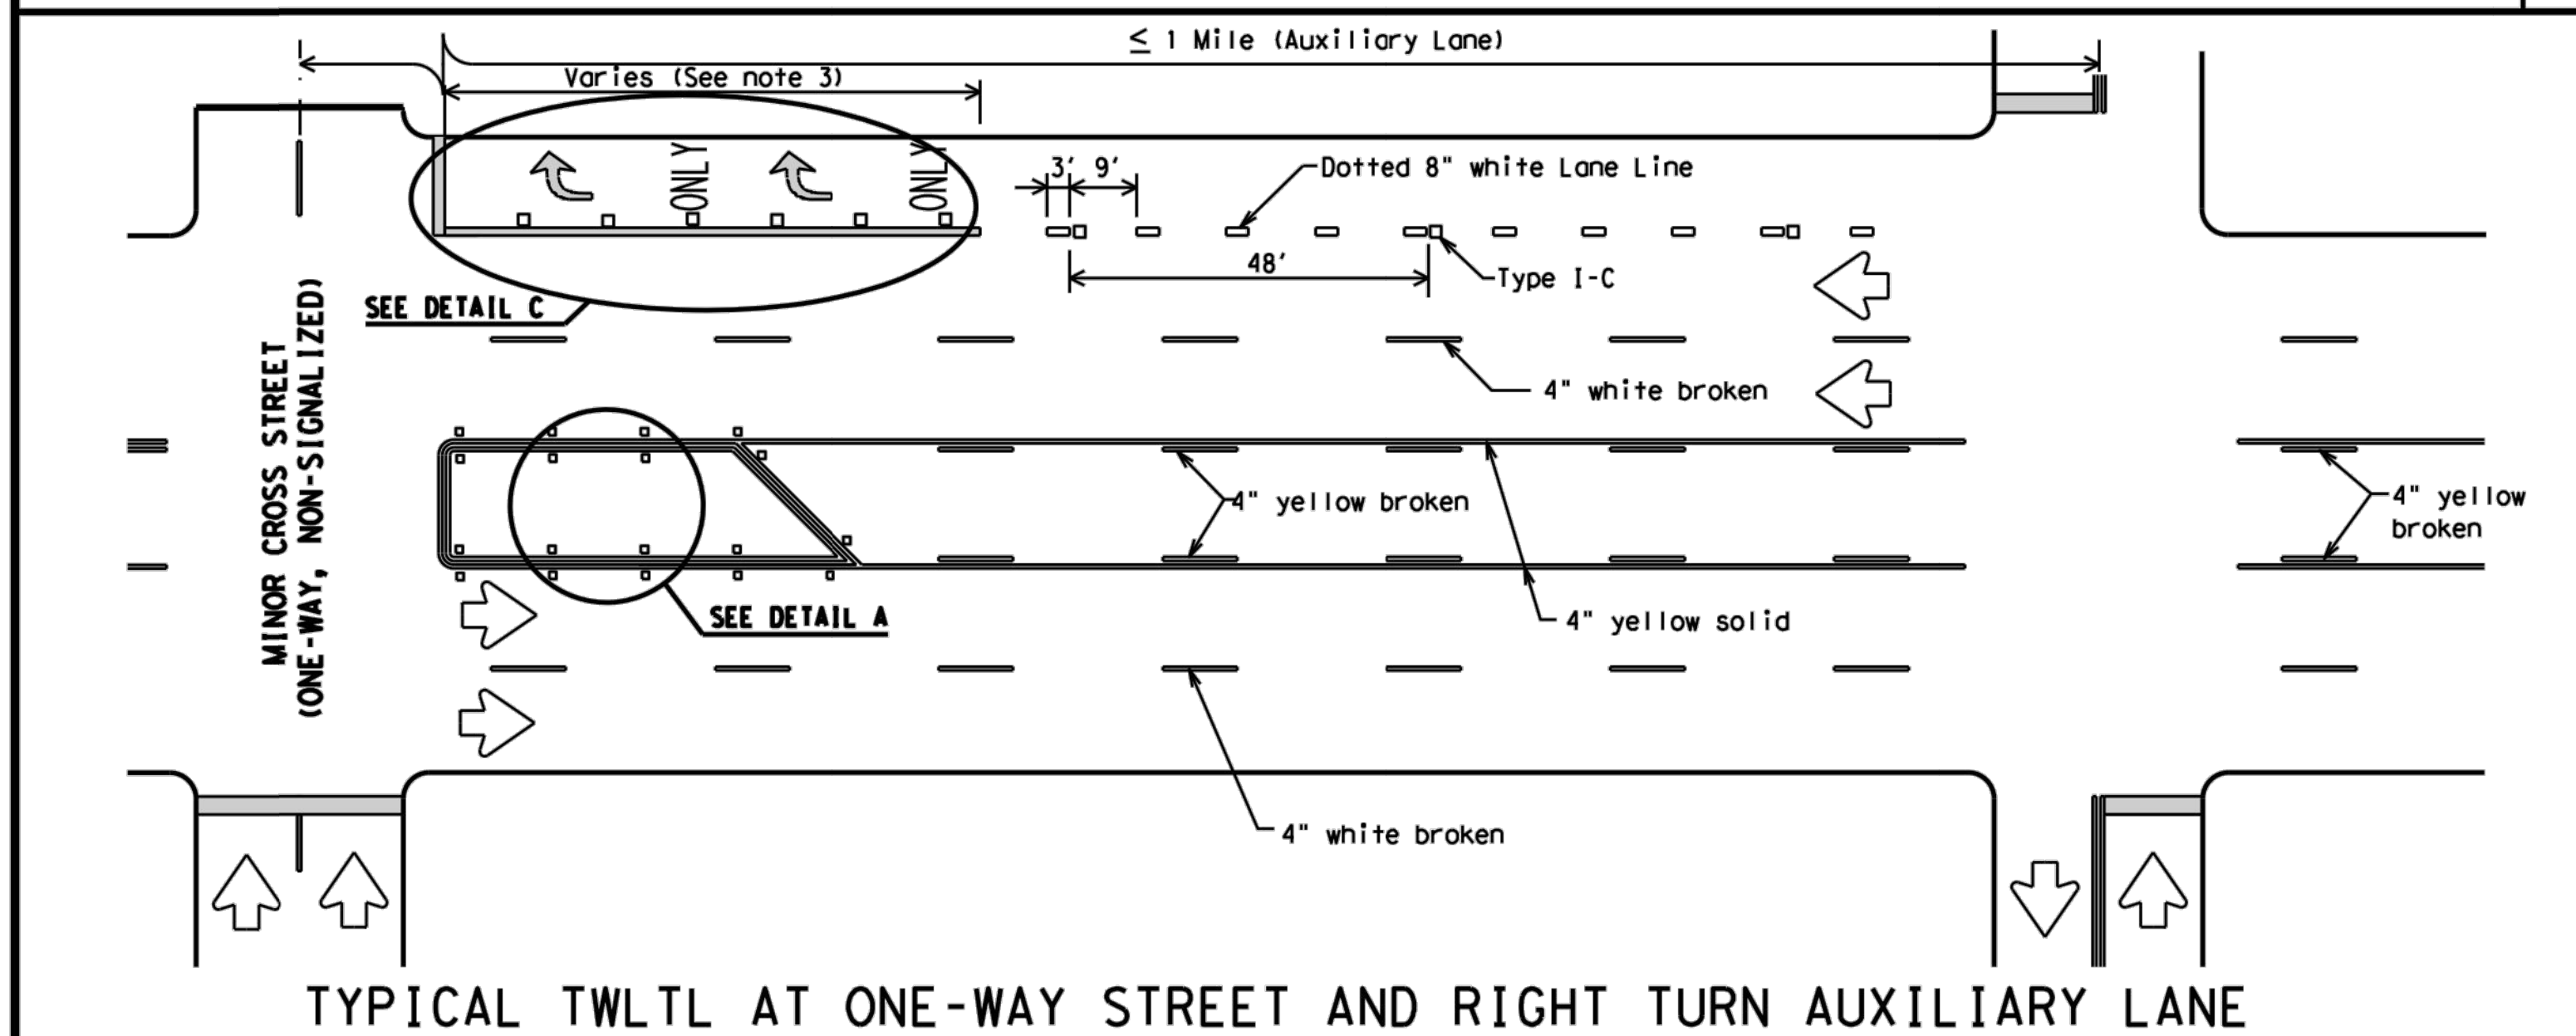 ≤ 1 Mile (Auxiliary Lane)
Varies (See note 3)
ONLY
ONLY
3' 9'
Dotted 8" white Lane Line
48'
Type I-C
SEE DETAIL C
4" white broken
MINOR CROSS STREET
(ONE-WAY, NON-SIGNALIZED)
4" yellow broken
4" yellow
broken
SEE DETAIL A
4" yellow solid
4" white broken
TYPICAL TWLTL AT ONE-WAY STREET AND RIGHT TURN AUXILIARY LANE